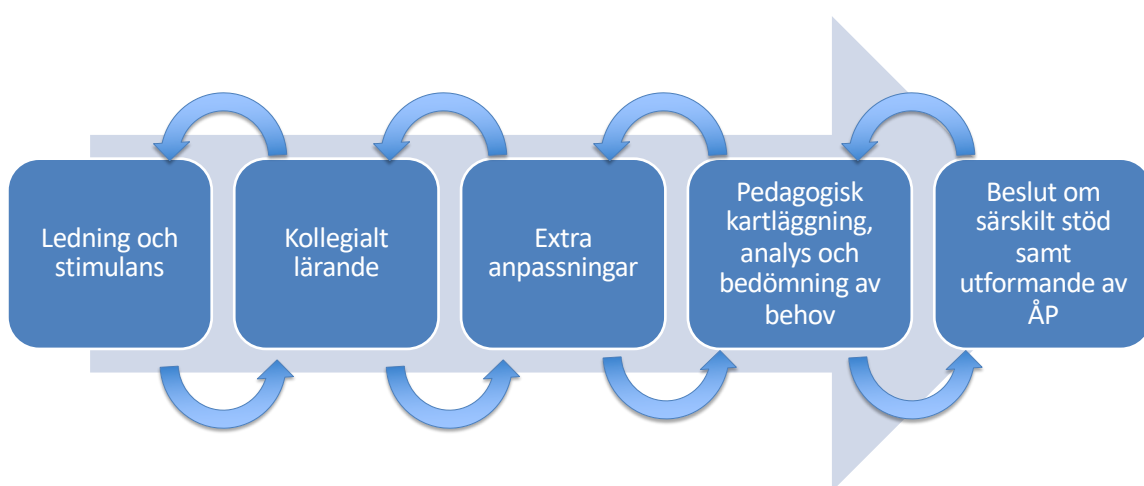 Ledning och
stimulans
Kollegialt
lärande
Extra
anpassningar
Pedagogisk
kartläggning,
analys och
bedömning av
behov
Beslut om
särskilt stöd
samt
utformande av
ÅP